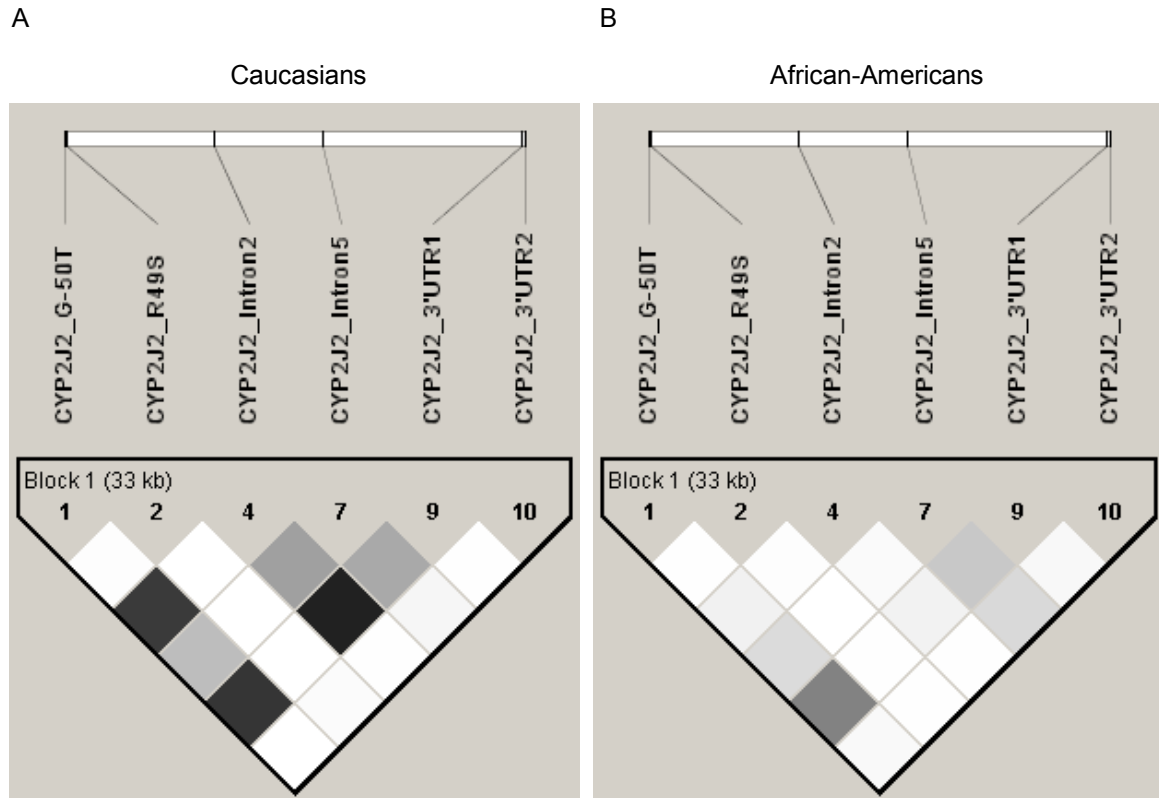 A
Caucasians
CYP2J2_G-50T
CYP2J2_R49S
CYP2J2_Intron2
CYP2J2_Intron5
CYP2J2_3'UTR1
CYP2J2_3'UTR2
Block 1 (33 kb)
1 2 4 7 9 10
B
African-Americans
CYP2J2_G-50T
CYP2J2_R49S
CYP2J2_Intron2
CYP2J2_Intron5
CYP2J2_3'UTR1
CYP2J2_3'UTR2
Block 1 (33 kb)
1 2 4 7 9 10